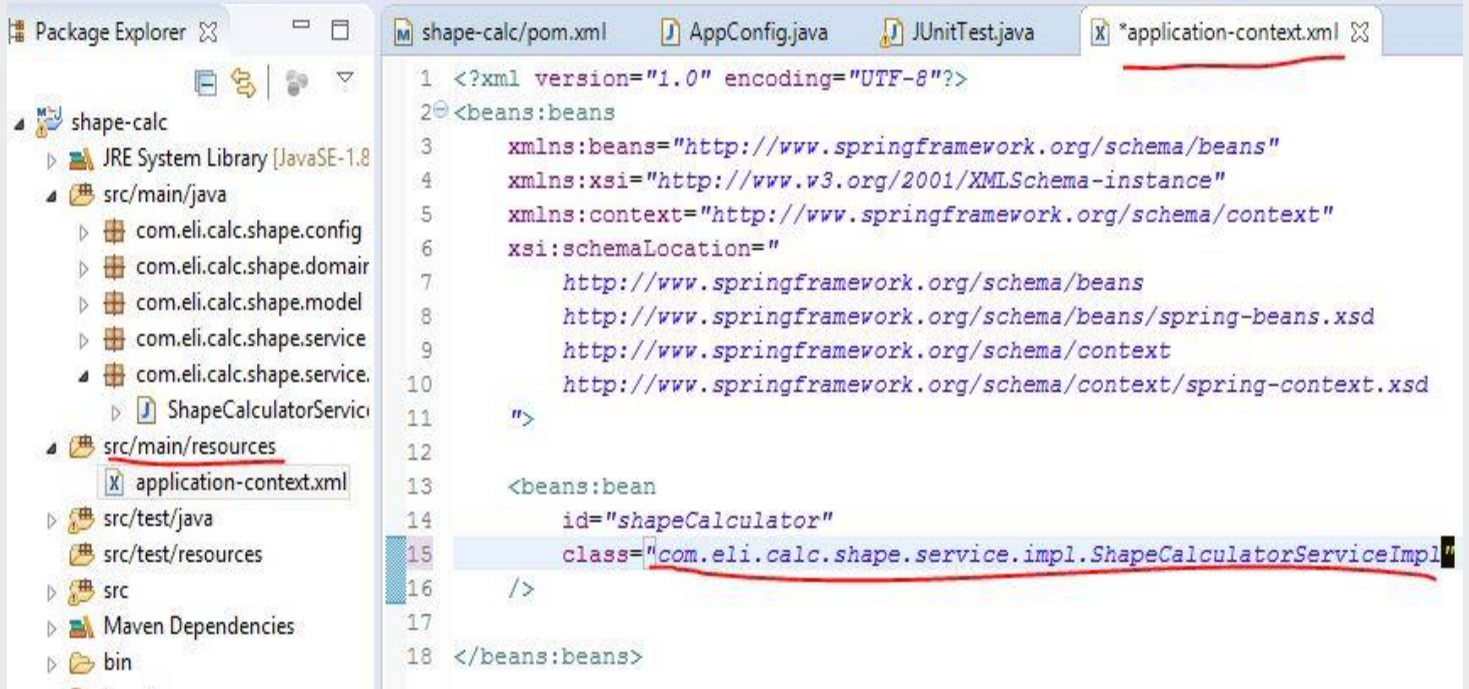 Package Explorer
shape-calc
JRE System Library [JavaSE-1.8
src/main/java
com.eli.calc.shape.config
com.eli.calc.shape.domain
com.eli.calc.shape.model
com.eli.calc.shape.service
com.eli.calc.shape.service.
ShapeCalculatorServic
src/main/resources
application-context.xml
src/test/java
src/test/resources
src
Maven Dependencies
bin
shape-calc/pom.xml
AppConfig.java
JUnitTest.java
*application-context.xml
1 <?xml version="1.0" encoding="UTF-8"?>
2 <beans:beans
3 xmlns:beans="http://www.springframework.org/schema/beans"
4 xmlns:xsi="http://www.w3.org/2001/XMLSchema-instance"
5 xmlns:context="http://www.springframework.org/schema/context"
6 xsi:schemaLocation="
7 http://www.springframework.org/schema/beans
8 http://www.springframework.org/schema/beans/spring-beans.xsd
9 http://www.springframework.org/schema/context
10 http://www.springframework.org/schema/context/spring-context.xsd
11 ">
12
13 <beans:bean
14 id="shapeCalculator"
15 class="com.eli.calc.shape.service.impl.ShapeCalculatorServiceImpl"
16 />
17
18 </beans:beans>